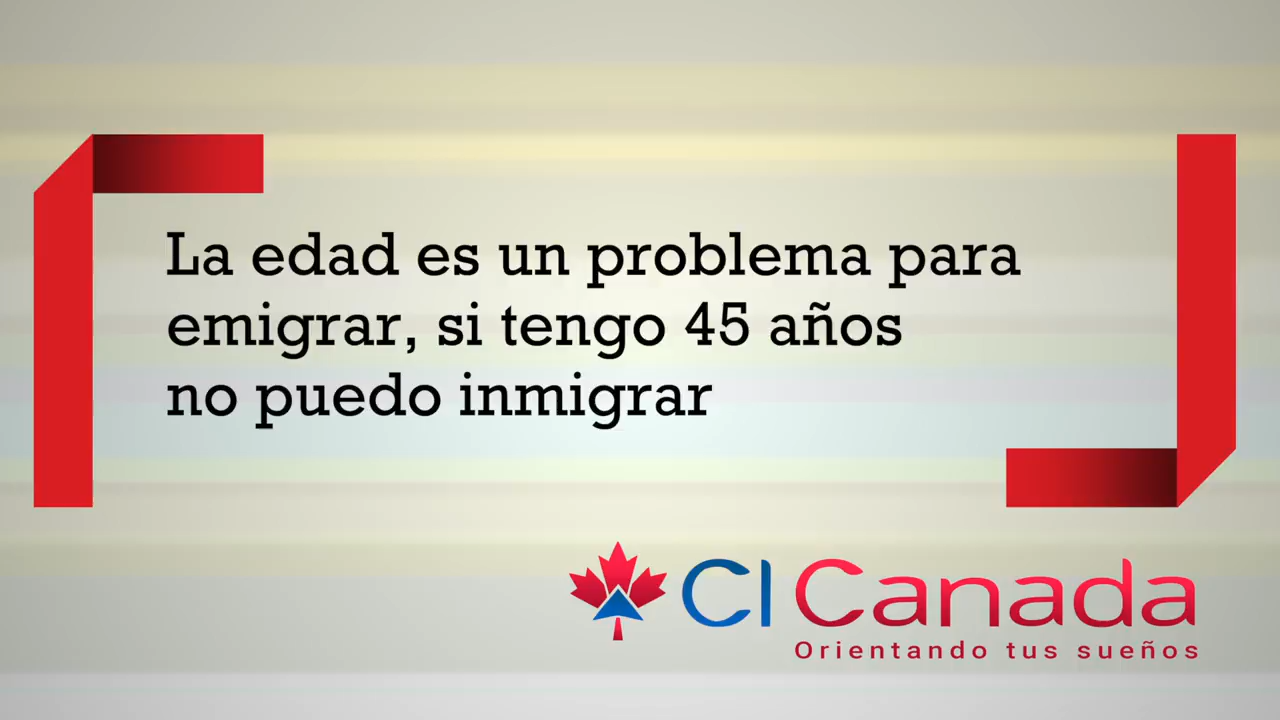 La edad es un problema para
emigrar, si tengo 45 años
no puedo inmigrar
CI Canada
Orientando tus sueños